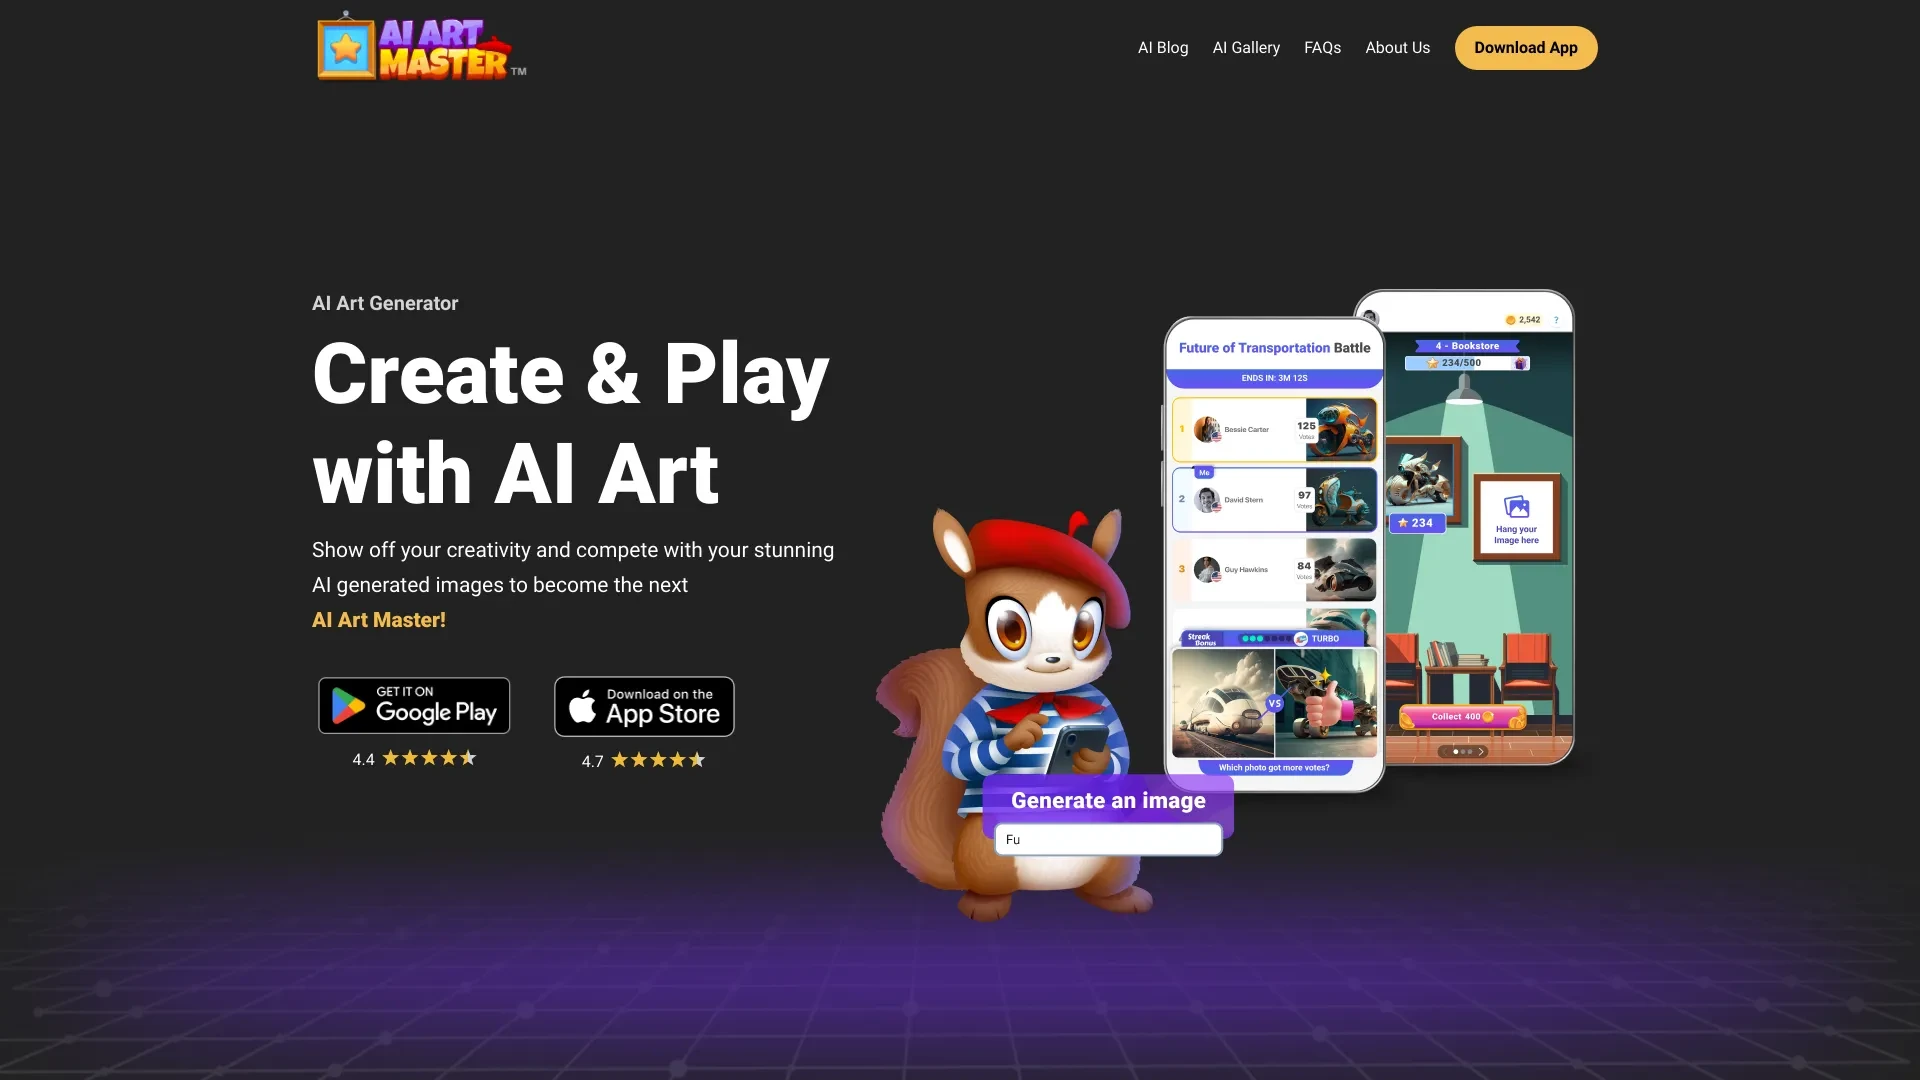 AI ART
MASTER TM
AI Blog
AI Gallery
FAQs
About Us
Download App
AI Art Generator
Create & Play
with AI Art
Show off your creativity and compete with your stunning
AI generated images to become the next
AI Art Master!
GET IT ON
Google Play
Download on the
App Store
4.4
4.7
Generate an image
Fu
Future of Transportation Battle
ENDS IN: 3M 12S
1
Bessie Carter
125
Votes
Me
2
David Stern
97
Votes
3
Guy Hawkins
84
Votes
Streak
Bonus
TURBO
VS
Which photo got more votes?
2,542
?
4 - Bookstore
234/500
234
Hang your
Image here
Collect 400